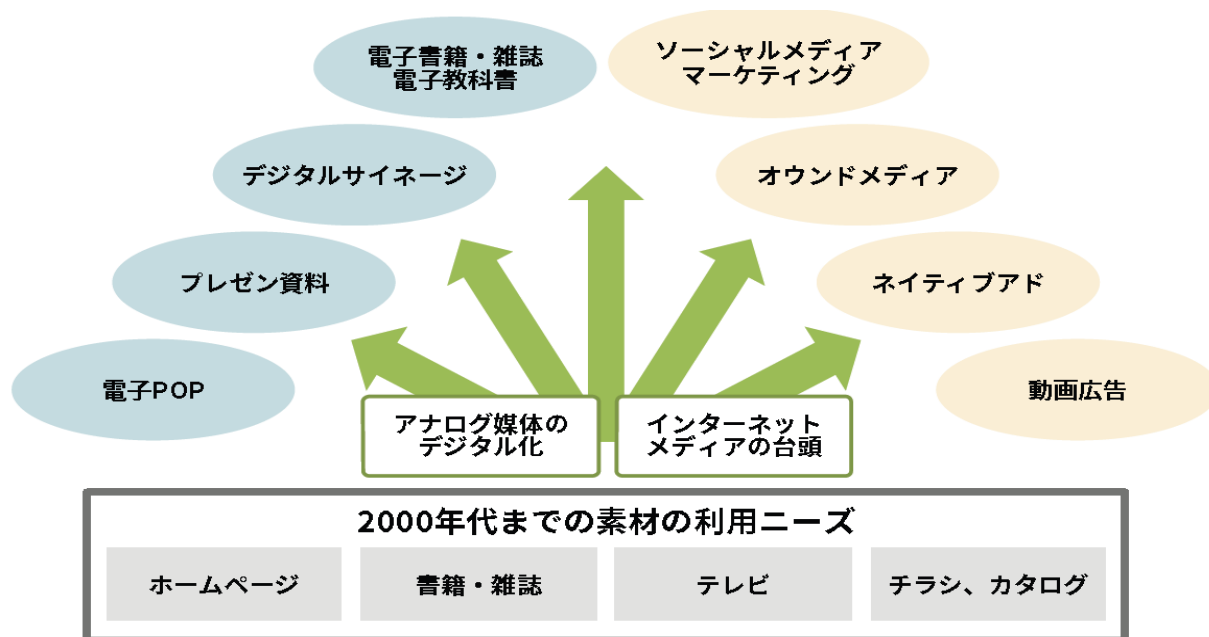 電子書籍・雑誌
電子教科書
ソーシャルメディア
マーケティング
デジタルサイネージ
オウンドメディア
プレゼン資料
ネイティブアド
電子POP
動画広告
アナログ媒体の
デジタル化
インターネット
メディアの台頭
2000年代までの素材の利用ニーズ
ホームページ
書籍・雑誌
テレビ
チラシ、カタログ